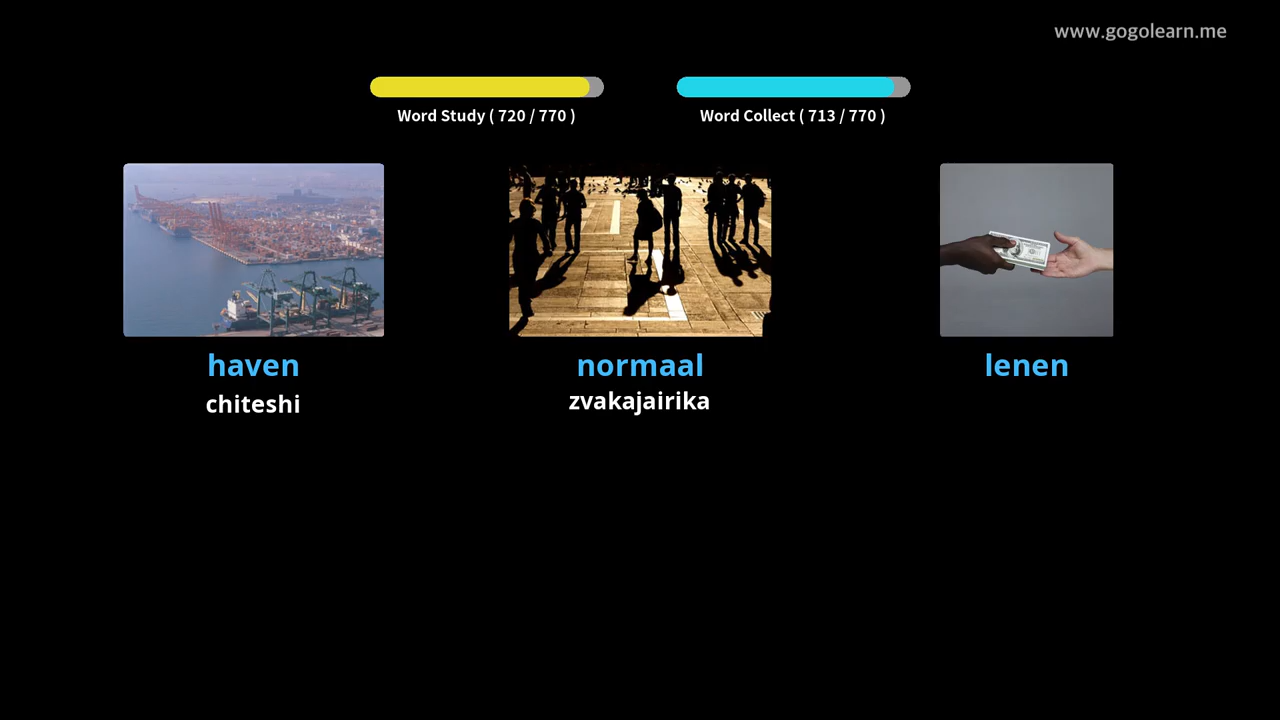 www.gogolearn.me
Word Study ( 720 / 770 )
Word Collect ( 713 / 770 )
haven
normaal
lenen
chiteshi
zvakajairika